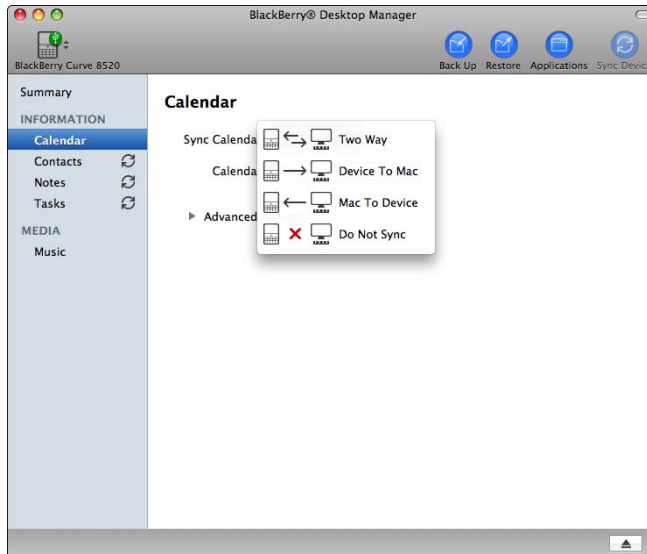 BlackBerry® Desktop Manager
BlackBerry Curve 8520
Back Up Restore Applications Sync Devic
Summary
INFORMATION
Calendar
Contacts
Notes
Tasks
MEDIA
Music
Calendar
Sync Calenda
Two Way
Calenda
Device To Mac
Mac To Device
Advanced
Do Not Sync